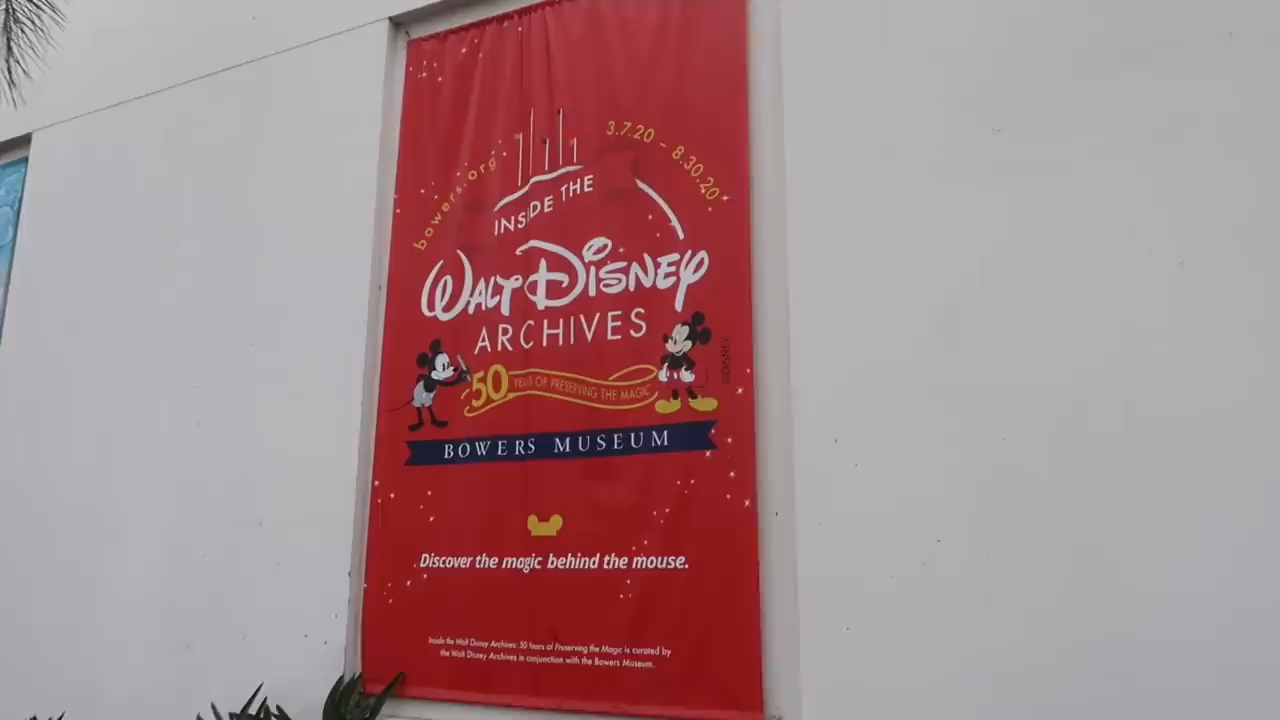 bowers.org
3.7.20 - 8.30.20
INSIDE THE
WALT DISNEY
ARCHIVES
50 YEARS OF PRESERVING THE MAGIC
©DISNEY
BOWERS MUSEUM
Discover the magic behind the mouse.
Inside the Walt Disney Archives: 50 Years of Preserving the Magic is curated by
the Walt Disney Archives in conjunction with the Bowers Museum.